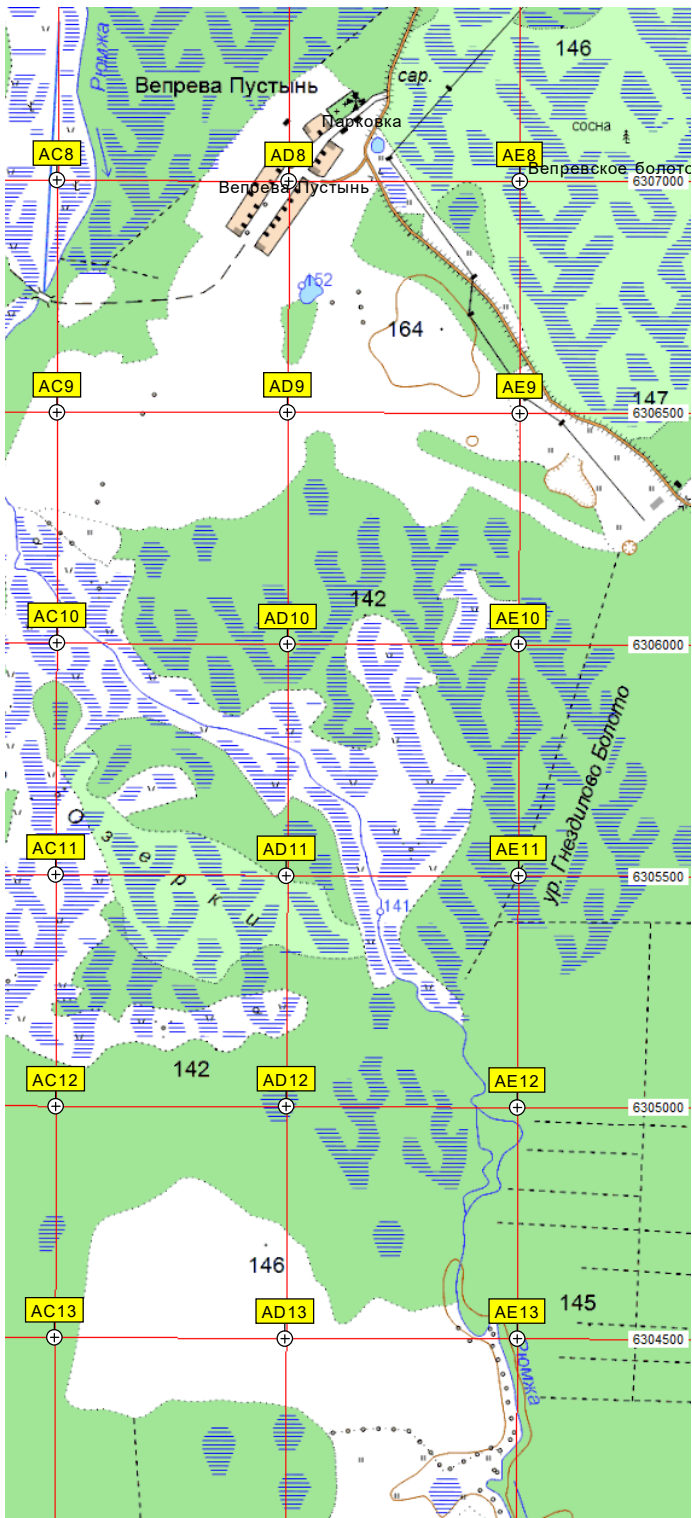 146
Рюмжа
Вепрева Пустынь
сар.
Парковка
сосна
AC8
AD8
AE8
Вепревское болото
Вепрева Пустынь
6307000
152
164
AC9
AD9
AE9
147
6306500
142
AC10
AD10
AE10
6306000
ур. Гнездилово Болото
Озерки
AC11
AD11
AE11
6305500
141
142
AC12
AD12
AE12
6305000
146
145
AC13
AD13
AE13
6304500
Рюмжа